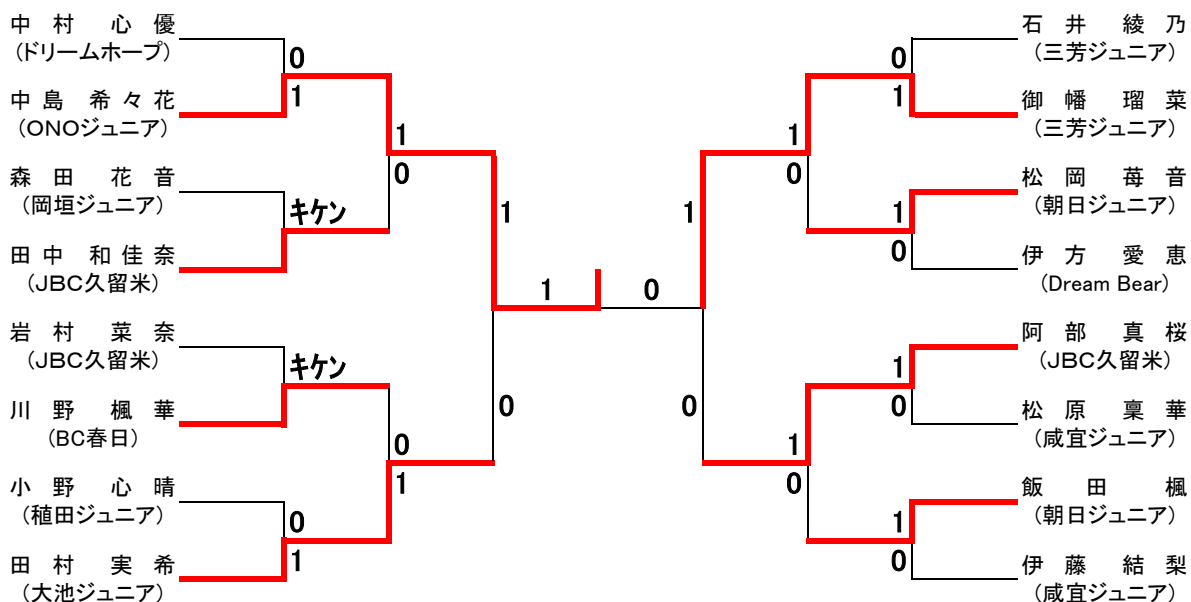 中村 心優
(ドリームホープ)
0
1
中島 希々花
(ONOジュニア)
1
0
森田 花音
(岡垣ジュニア)
キケン
田中 和佳奈
(JBC久留米)
1
0
岩村 菜奈
(JBC久留米)
キケン
川野 楓華
(BC春日)
0
1
小野 心晴
(稙田ジュニア)
0
1
田村 実希
(大池ジュニア)
1
0
石井 綾乃
(三芳ジュニア)
0
1
御幡 瑠菜
(三芳ジュニア)
1
0
松岡 苺音
(朝日ジュニア)
1
0
伊方 愛恵
(Dream Bear)
1
0
阿部 真桜
(JBC久留米)
1
0
松原 稟華
(咸宜ジュニア)
1
0
飯田 楓
(朝日ジュニア)
1
0
伊藤 結梨
(咸宜ジュニア)